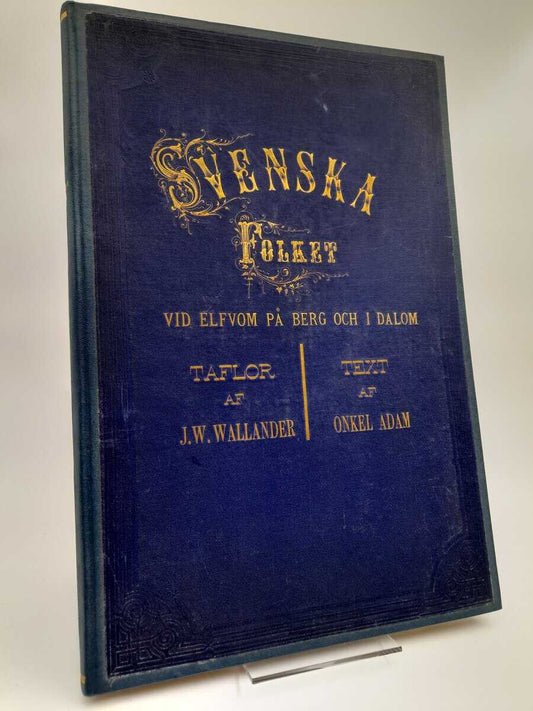 SVENSKA
FOLKET
VID ELFVOM PÅ BERG OCH I DALOM
TAFLOR
AF
J.W. WALLANDER
TEXT
AF
ONKEL ADAM